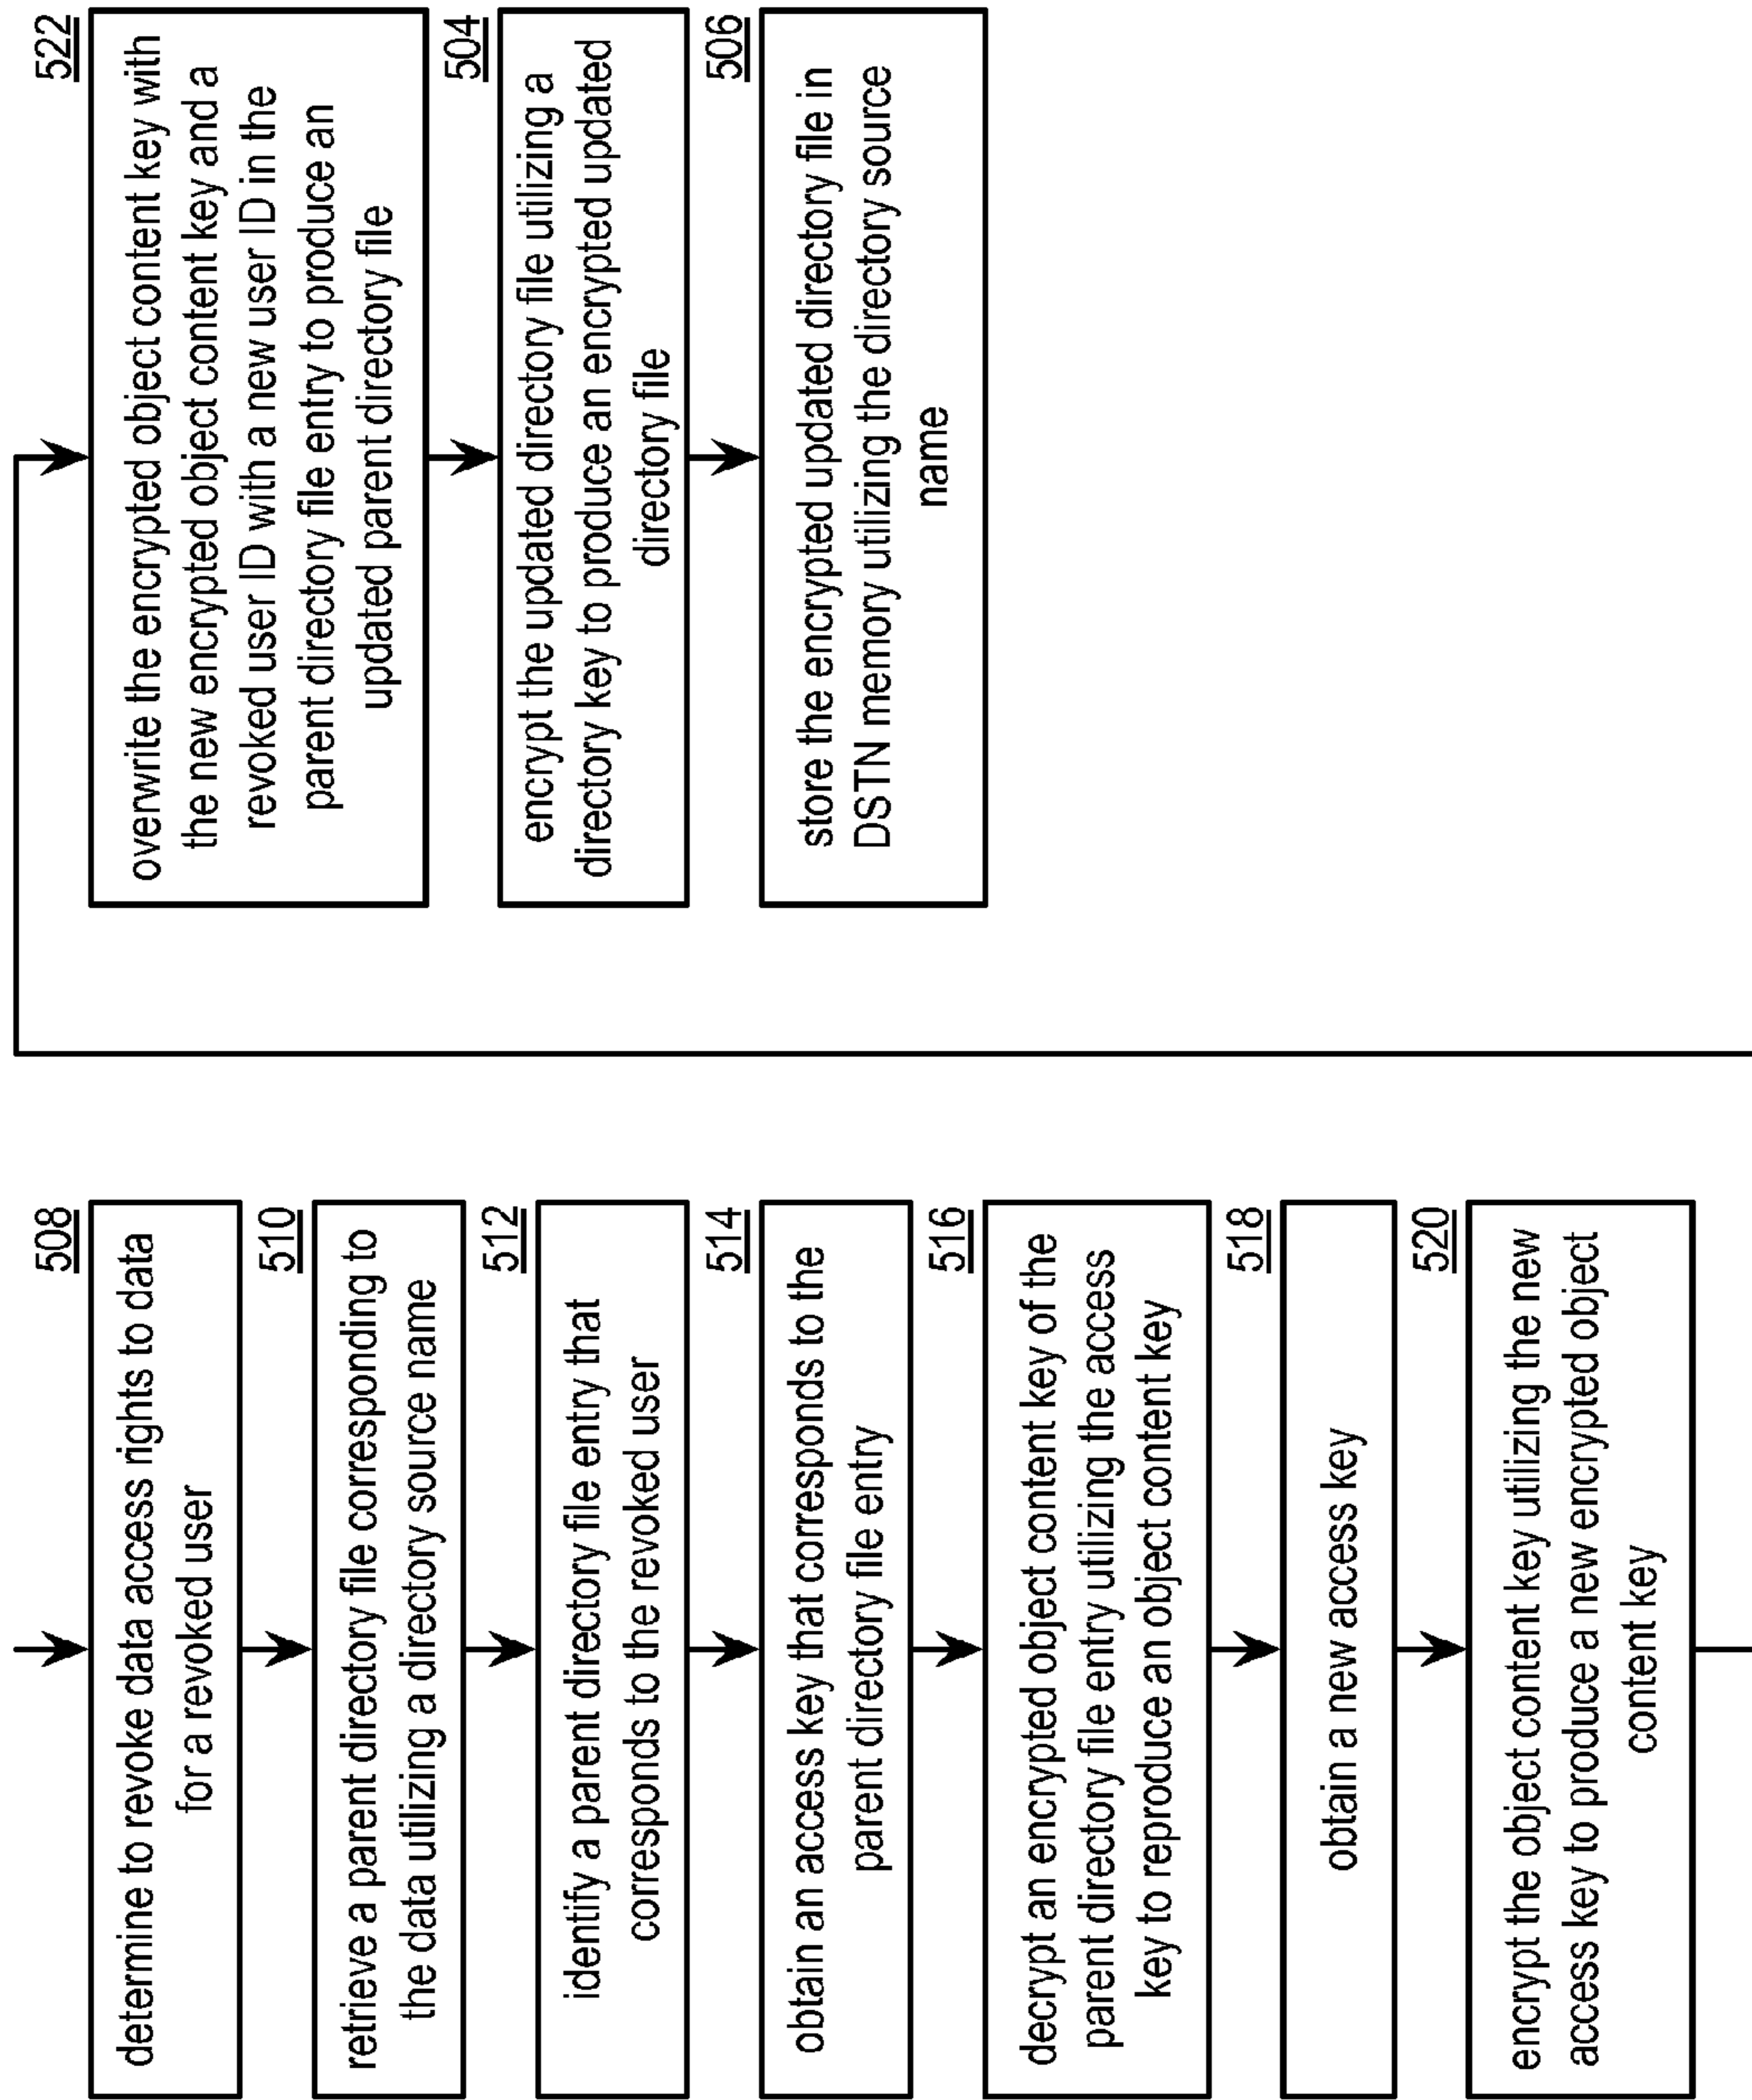 508
determine to revoke data access rights to data
for a revoked user
510
retrieve a parent directory file corresponding to
the data utilizing a directory source name
512
identify a parent directory file entry that
corresponds to the revoked user
514
obtain an access key that corresponds to the
parent directory file entry
516
decrypt an encrypted object content key of the
parent directory file entry utilizing the access
key to reproduce an object content key
518
obtain a new access key
520
encrypt the object content key utilizing the new
access key to produce a new encrypted object
content key
522
overwrite the encrypted object content key with
the new encrypted object content key and a
revoked user ID with a new user ID in the
parent directory file entry to produce an
updated parent directory file
504
encrypt the updated directory file utilizing a
directory key to produce an encrypted updated
directory file
506
store the encrypted updated directory file in
DSTN memory utilizing the directory source
name